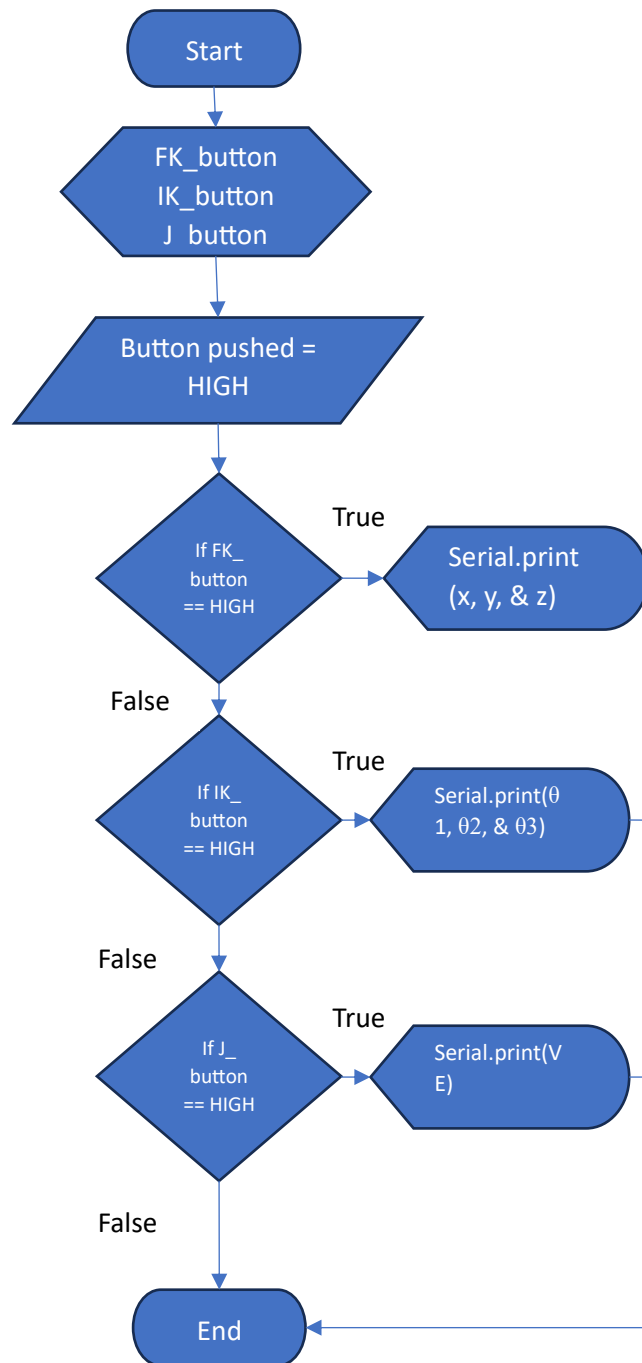 Start
FK_button
IK_button
J_button
Button pushed =
HIGH
If FK_
button
== HIGH
True
Serial.print
(x, y, & z)
False
If IK_
button
== HIGH
True
Serial.print(θ
1, θ2, & θ3)
False
If J_
button
== HIGH
True
Serial.print(V
E)
False
End